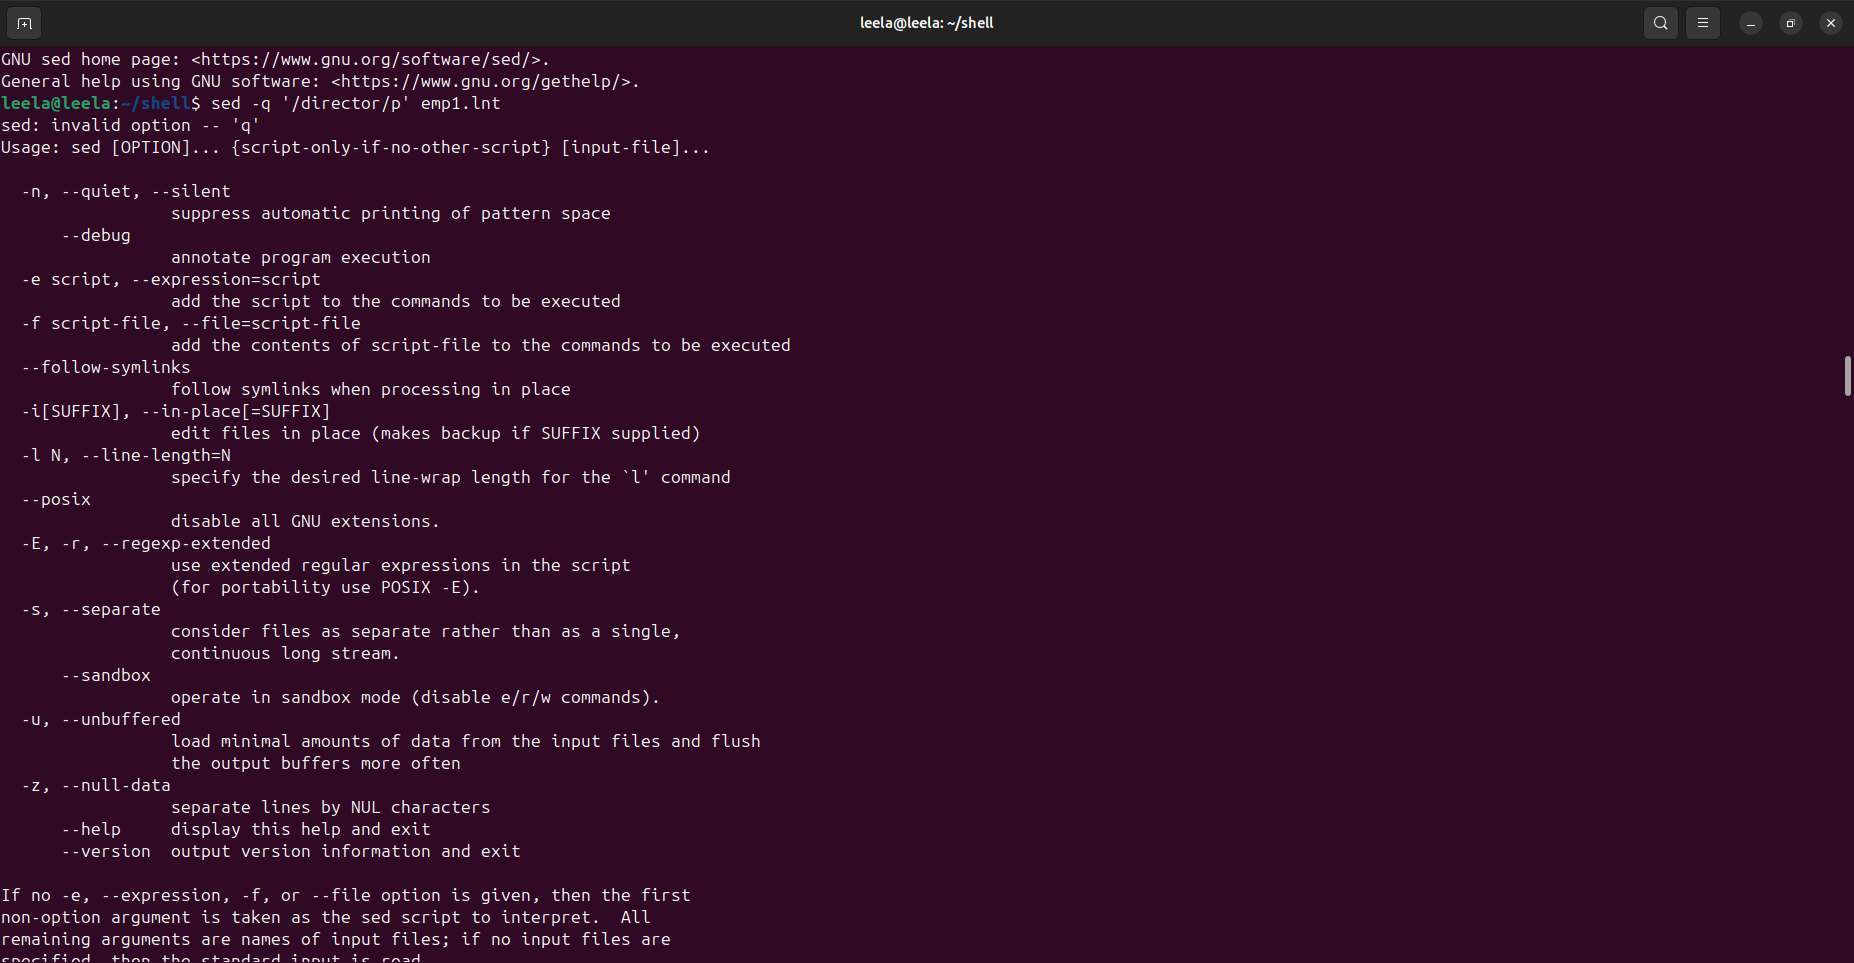 leela@leela: ~/shell
GNU sed home page: <https://www.gnu.org/software/sed/>.
General help using GNU software: <https://www.gnu.org/gethelp/>.
leela@leela:~/shell$ sed -q '/director/p' emp1.lnt
sed: invalid option -- 'q'
Usage: sed [OPTION]... {script-only-if-no-other-script} [input-file]...

  -n, --quiet, --silent
                 suppress automatic printing of pattern space
      --debug
                 annotate program execution
  -e script, --expression=script
                 add the script to the commands to be executed
  -f script-file, --file=script-file
                 add the contents of script-file to the commands to be executed
  --follow-symlinks
                 follow symlinks when processing in place
  -i[SUFFIX], --in-place[=SUFFIX]
                 edit files in place (makes backup if SUFFIX supplied)
  -l N, --line-length=N
                 specify the desired line-wrap length for the `l' command
  --posix
                 disable all GNU extensions.
  -E, -r, --regexp-extended
                 use extended regular expressions in the script
                 (for portability use POSIX -E).
  -s, --separate
                 consider files as separate rather than as a single,
                 continuous long stream.
      --sandbox
                 operate in sandbox mode (disable e/r/w commands).
  -u, --unbuffered
                 load minimal amounts of data from the input files and flush
                 the output buffers more often
  -z, --null-data
                 separate lines by NUL characters
      --help     display this help and exit
      --version  output version information and exit

If no -e, --expression, -f, or --file option is given, then the first
non-option argument is taken as the sed script to interpret.  All
remaining arguments are names of input files; if no input files are
specified, then the standard input is read.